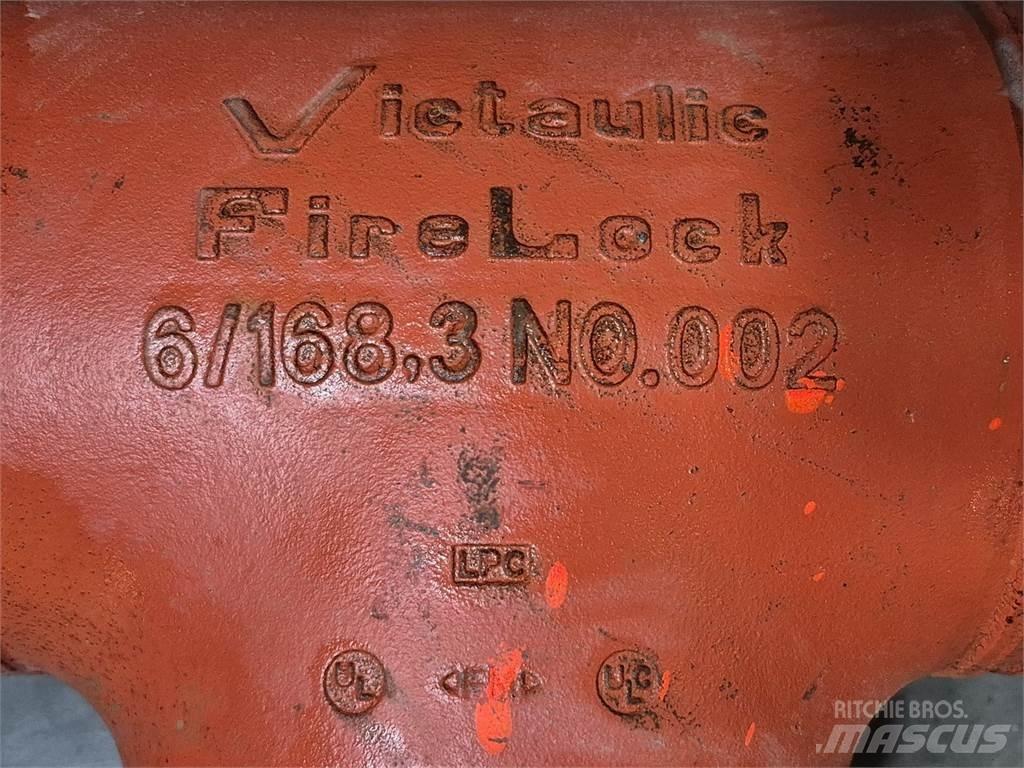 Victaulic
FireLock
6/168,3 NO.002
LPC
UL
FM
ULC
RITCHIE BROS.
MASCUS